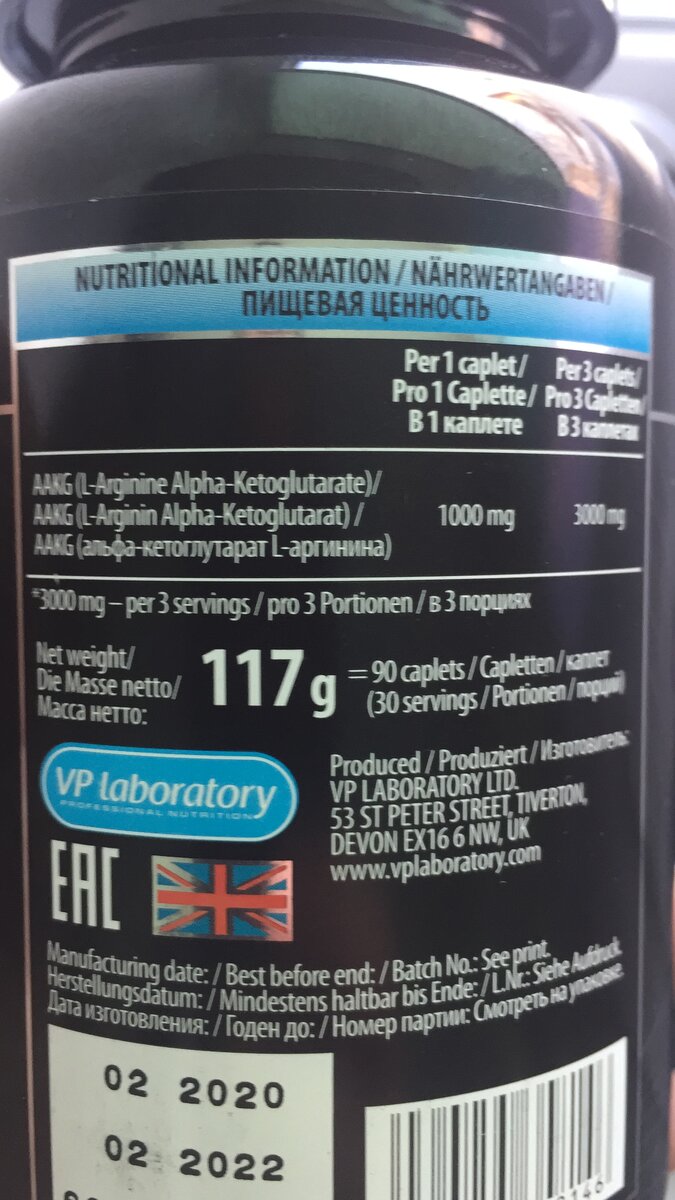 NUTRITIONAL INFORMATION / NÄHRWERTANGABEN /
ПИЩЕВАЯ ЦЕННОСТЬ
Per 1 caplet / Per 3 caplets /
Pro 1 Caplette / Pro 3 Capletten /
В 1 каплете В 3 каплетах
AAKG (L-Arginine Alpha-Ketoglutarate) /
AAKG (L-Arginin Alpha-Ketoglutarat) / 1000 mg 3000 mg
AAKG (альфа-кетоглутарат L-аргинина)
*3000 mg – per 3 servings / pro 3 Portionen / в 3 порциях
Net weight/
Die Masse netto/
Масса нетто:
117 g
= 90 caplets / Capletten / каплет
(30 servings / Portionen / порций)
VP laboratory
PROFESSIONAL NUTRITION
Produced / Produziert / Изготовитель:
VP LABORATORY LTD,
53 ST PETER STREET, TIVERTON,
DEVON EX16 6 NW, UK
www.vplaboratory.com
EAC
Manufacturing date: / Best before end: / Batch No.: See print.
Herstellungsdatum: / Mindestens haltbar bis Ende: / L.Nr.: Siehe Aufdruck.
Дата изготовления: / Годен до: / Номер партии: Смотреть на упаковке.
02 2020
02 2022